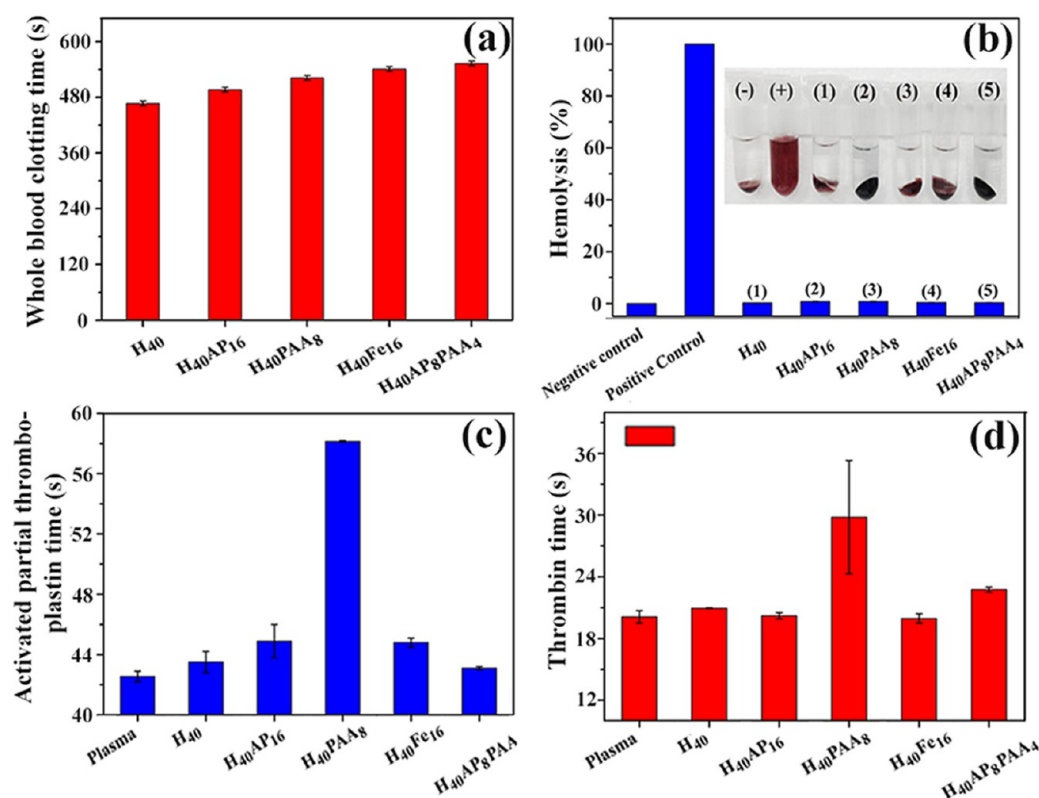 (a)
Whole blood clotting time (s)
600
480
360
240
120
0
H40
H40AP16
H40PAA8
H40Fe16
H40AP8PAA4
(b)
Hemolysis (%)
100
80
60
40
20
0
(-) (+) (1) (2) (3) (4) (5)
(1) (2) (3) (4) (5)
Negative control
Positive Control
H40
H40AP16
H40PAA8
H40Fe16
H40AP8PAA4
(c)
Activated partial thrombo-
plastin time (s)
60
56
52
48
44
40
Plasma
H40
H40AP16
H40PAA8
H40Fe16
H40AP8PAA
(d)
Thrombin time (s)
36
30
24
18
12
Plasma
H40
H40AP16
H40PAA8
H40Fe16
H40AP8PAA4